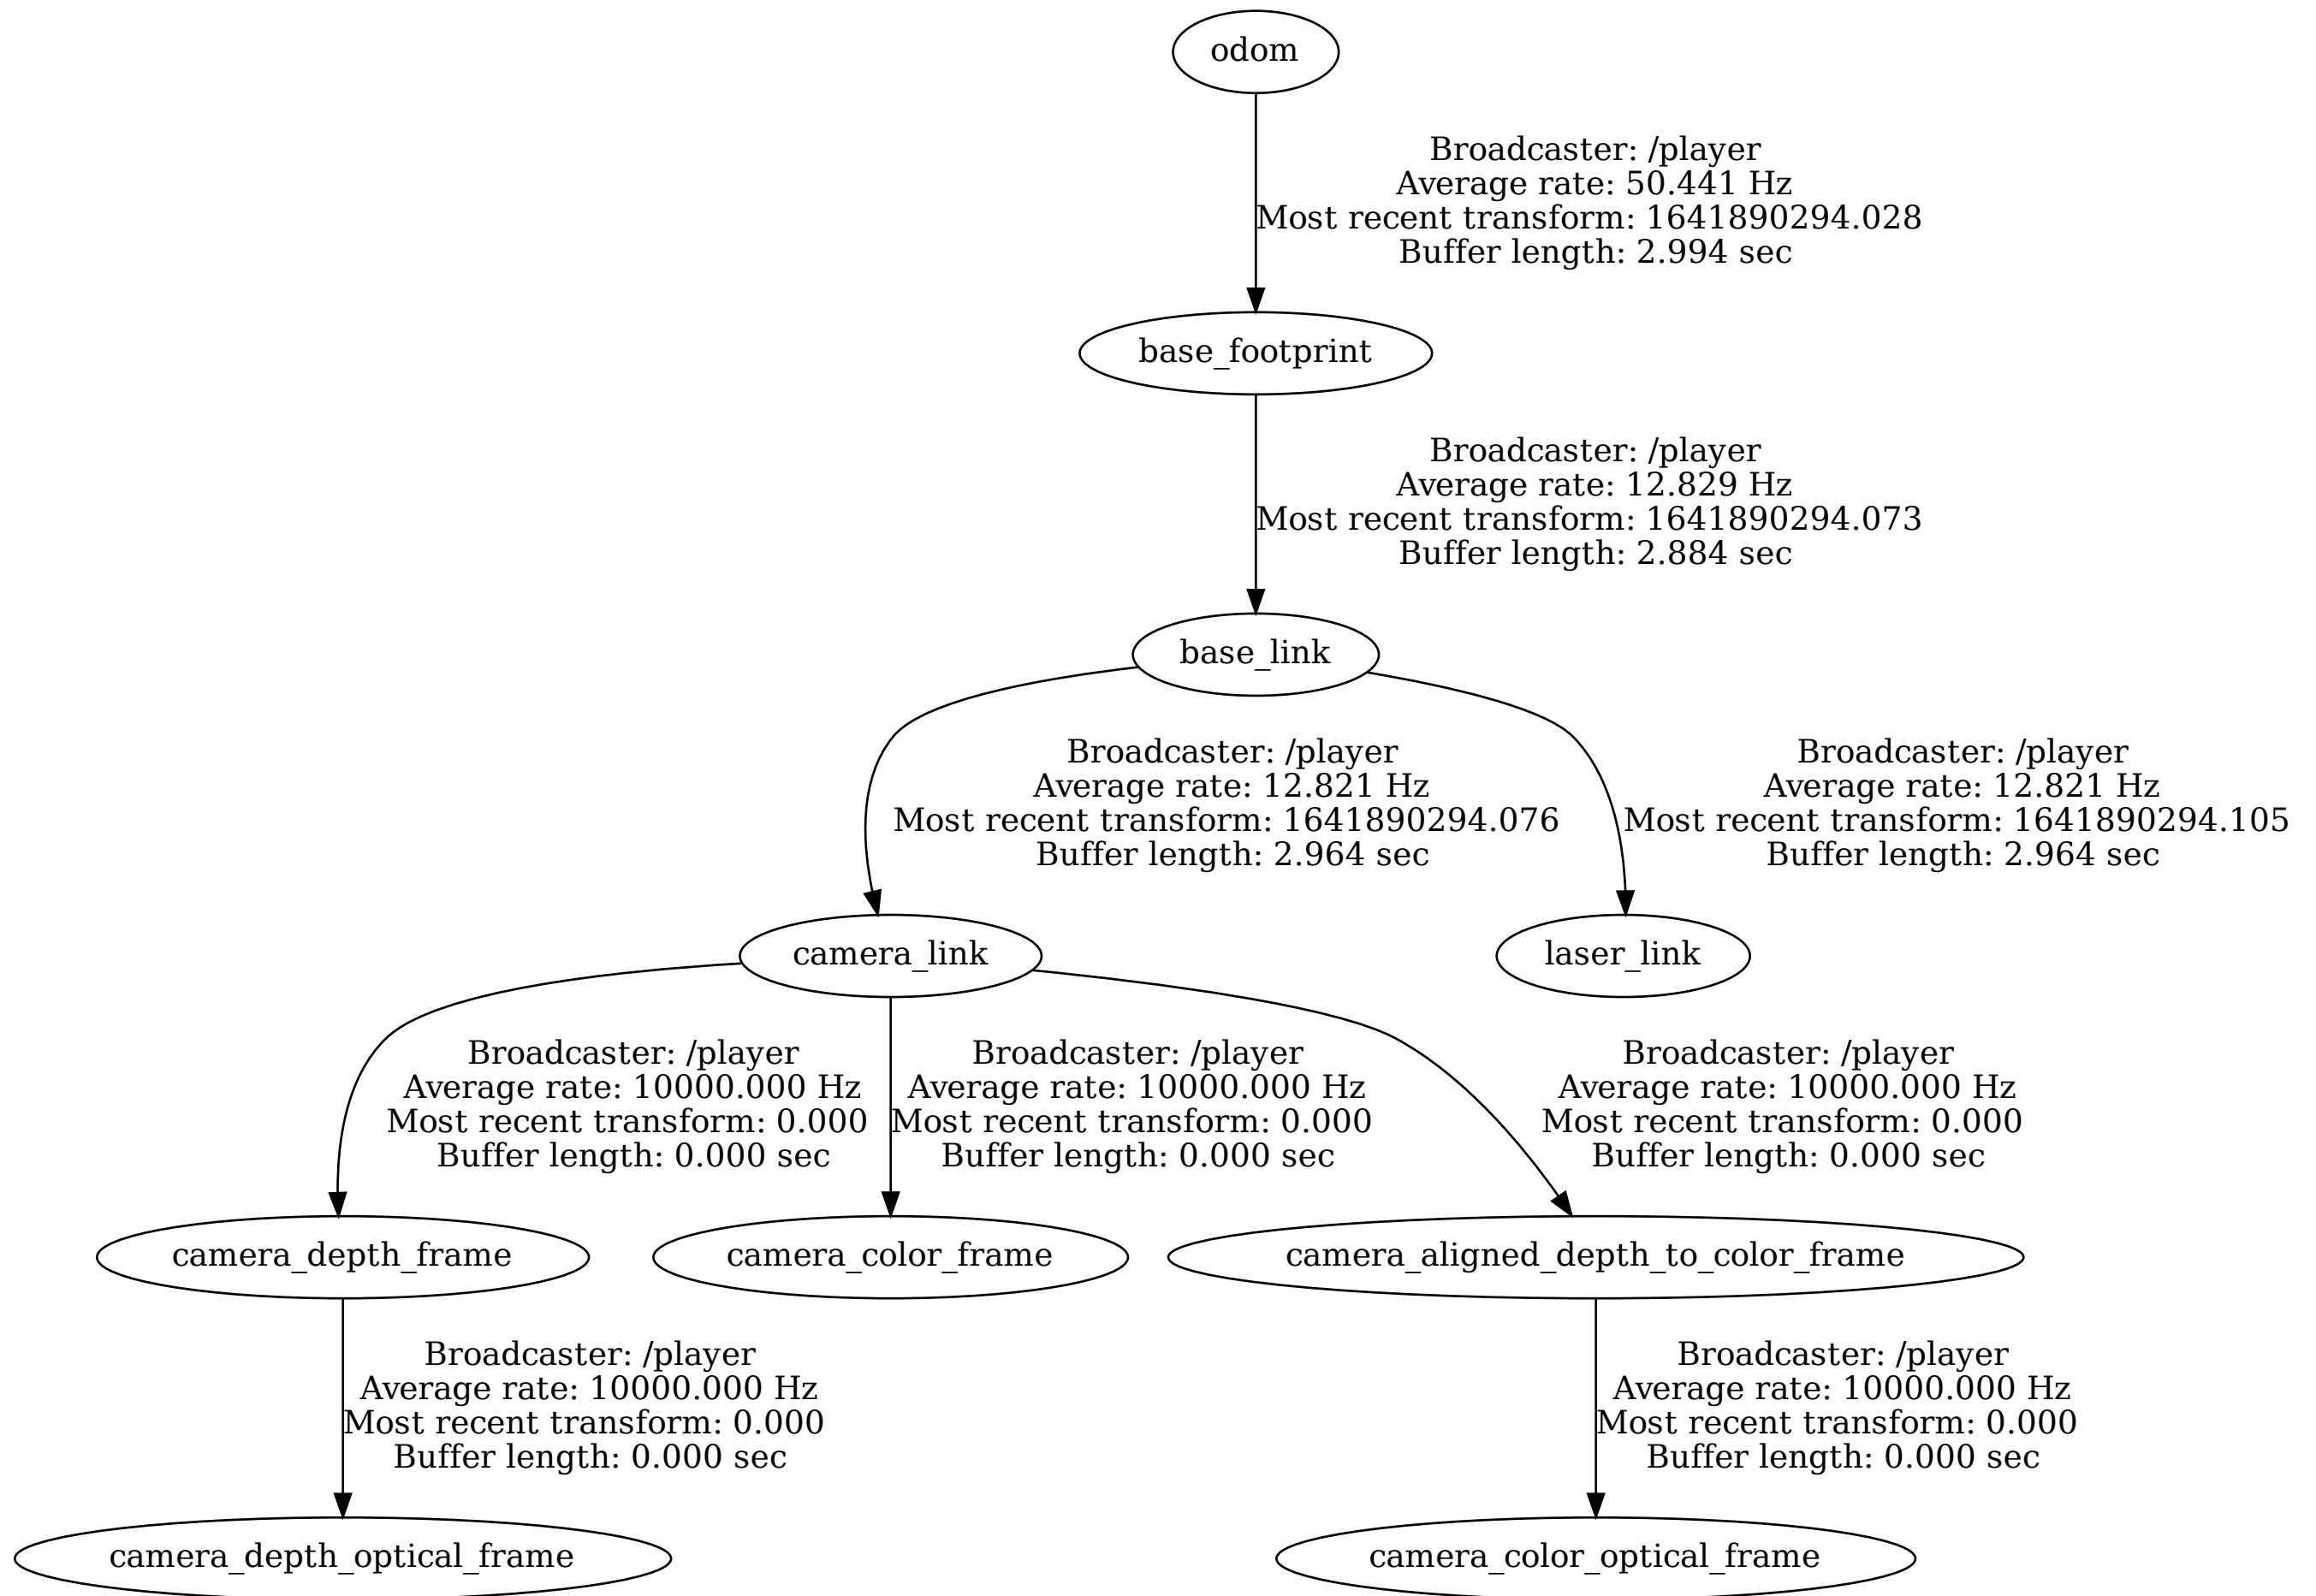 odom
Broadcaster: /player
Average rate: 50.441 Hz
Most recent transform: 1641890294.028
Buffer length: 2.994 sec
base_footprint
Broadcaster: /player
Average rate: 12.829 Hz
Most recent transform: 1641890294.073
Buffer length: 2.884 sec
base_link
Broadcaster: /player
Average rate: 12.821 Hz
Most recent transform: 1641890294.076
Buffer length: 2.964 sec
Broadcaster: /player
Average rate: 12.821 Hz
Most recent transform: 1641890294.105
Buffer length: 2.964 sec
camera_link
laser_link
Broadcaster: /player
Average rate: 10000.000 Hz
Most recent transform: 0.000
Buffer length: 0.000 sec
Broadcaster: /player
Average rate: 10000.000 Hz
Most recent transform: 0.000
Buffer length: 0.000 sec
Broadcaster: /player
Average rate: 10000.000 Hz
Most recent transform: 0.000
Buffer length: 0.000 sec
camera_depth_frame
camera_color_frame
camera_aligned_depth_to_color_frame
Broadcaster: /player
Average rate: 10000.000 Hz
Most recent transform: 0.000
Buffer length: 0.000 sec
Broadcaster: /player
Average rate: 10000.000 Hz
Most recent transform: 0.000
Buffer length: 0.000 sec
camera_depth_optical_frame
camera_color_optical_frame